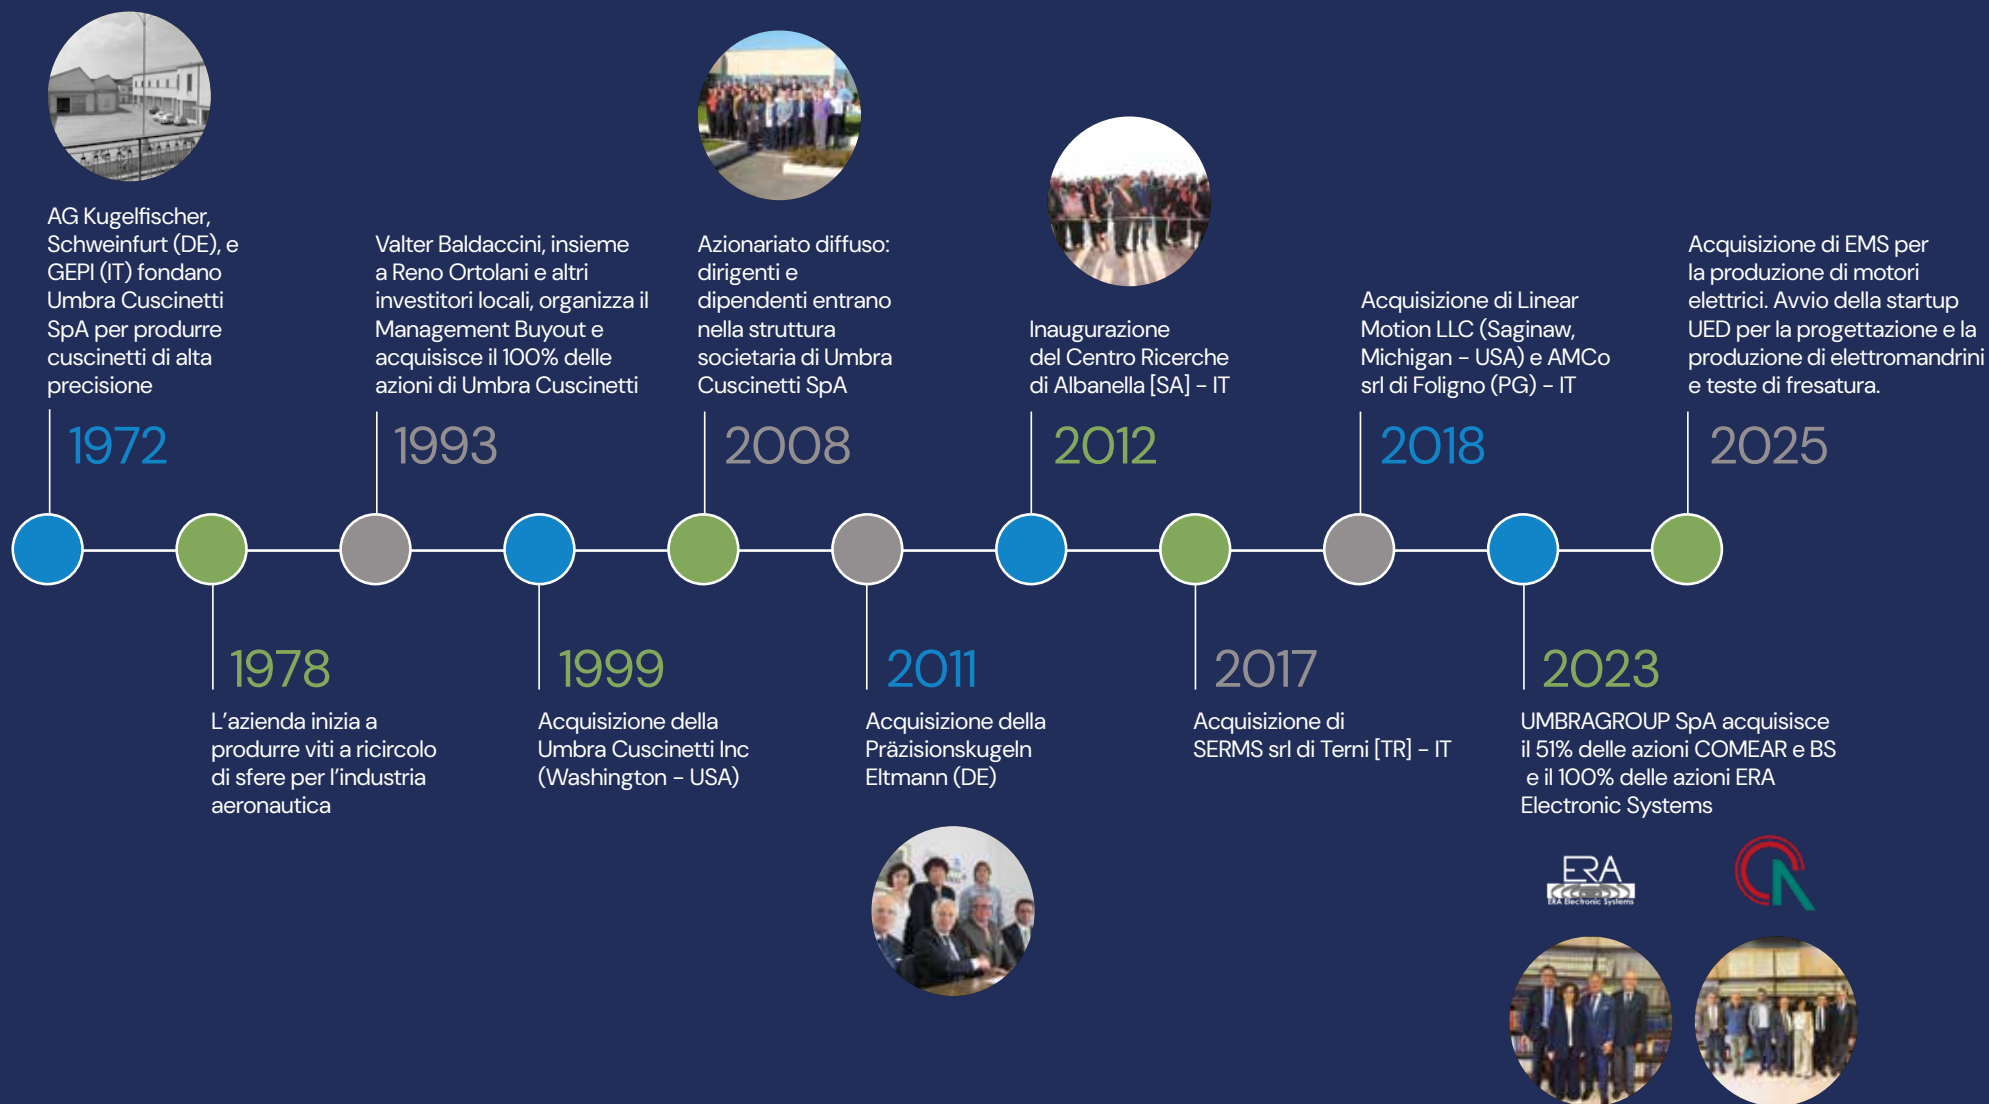 AG Kugelfischer,
Schweinfurt (DE), e
GEPI (IT) fondano
Umbra Cuscinetti
SpA per produrre
cuscinetti di alta
precisione
1972
L’azienda inizia a
produrre viti a ricircolo
di sfere per l’industria
aeronautica
1978
Valter Baldaccini, insieme
a Reno Ortolani e altri
investitori locali, organizza il
Management Buyout e
acquisisce il 100% delle
azioni di Umbra Cuscinetti
1993
1999
Acquisizione della
Umbra Cuscinetti Inc
(Washington – USA)
Azionariato diffuso:
dirigenti e
dipendenti entrano
nella struttura
societaria di Umbra
Cuscinetti SpA
2008
2011
Acquisizione della
Präzisionskugeln
Eltmann (DE)
Inaugurazione
del Centro Ricerche
di Albanella [SA] – IT
2012
2017
Acquisizione di
SERMS srl di Terni [TR] – IT
Acquisizione di Linear
Motion LLC (Saginaw,
Michigan – USA) e AMCo
srl di Foligno (PG) – IT
2018
2023
UMBRAGROUP SpA acquisisce
il 51% delle azioni COMEAR e BS
e il 100% delle azioni ERA
Electronic Systems
ERA
ERA Electronic Systems
Acquisizione di EMS per
la produzione di motori
elettrici. Avvio della startup
UED per la progettazione e la
produzione di elettromandrini
e teste di fresatura.
2025